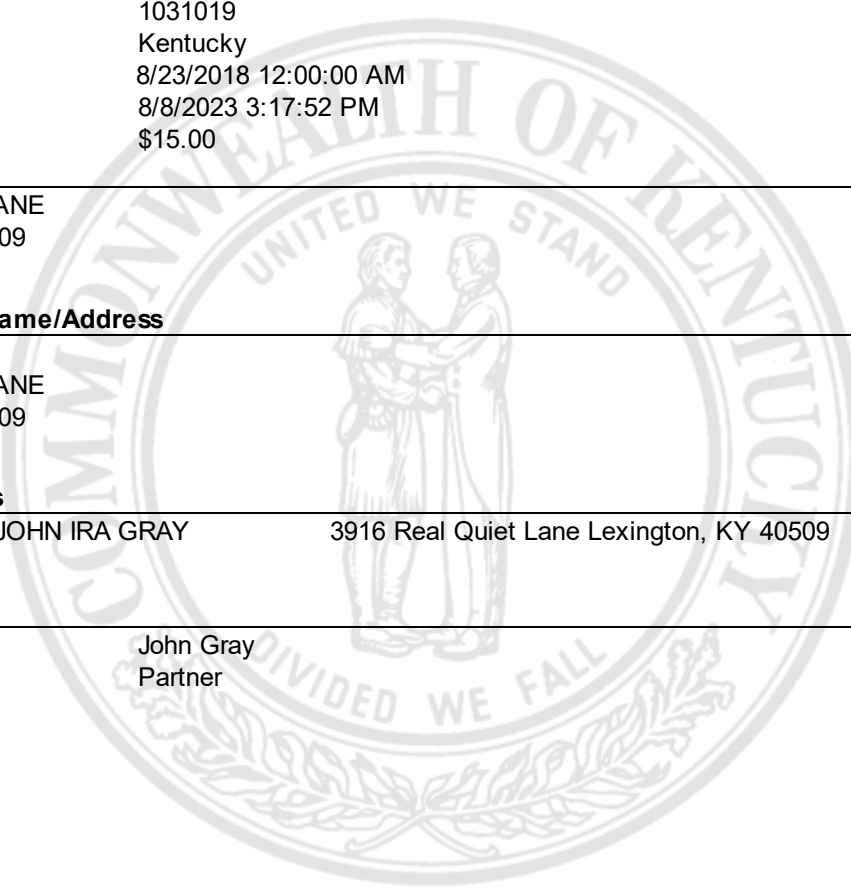 1031019
Kentucky
8/23/2018 12:00:00 AM
8/8/2023 3:17:52 PM
$15.00
ANE
09
ame/Address
ANE
09
s
JOHN IRA GRAY 3916 Real Quiet Lane Lexington, KY 40509
John Gray
Partner
COMMONWEALTH OF KENTUCKY
UNITED WE STAND
DIVIDED WE FALL